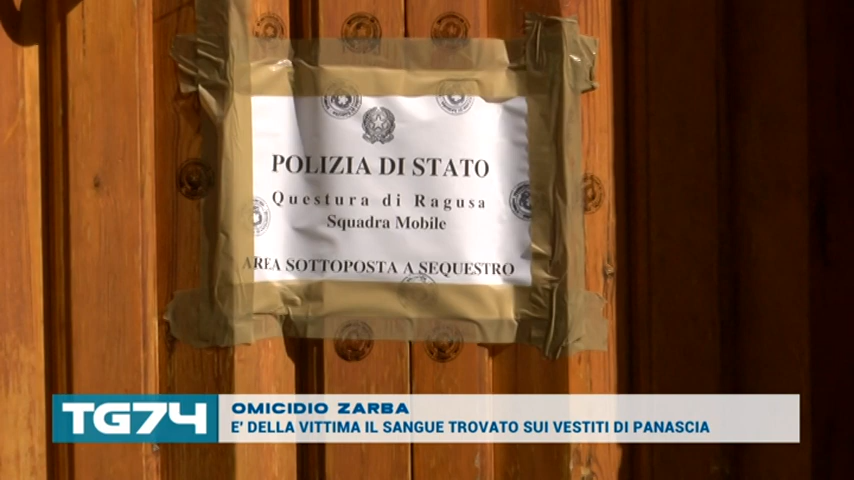 POLIZIA DI STATO
Questura di Ragusa
Squadra Mobile
AREA SOTTOPOSTA A SEQUESTRO
TG74
OMICIDIO ZARBA
E' DELLA VITTIMA IL SANGUE TROVATO SUI VESTITI DI PANASCIA